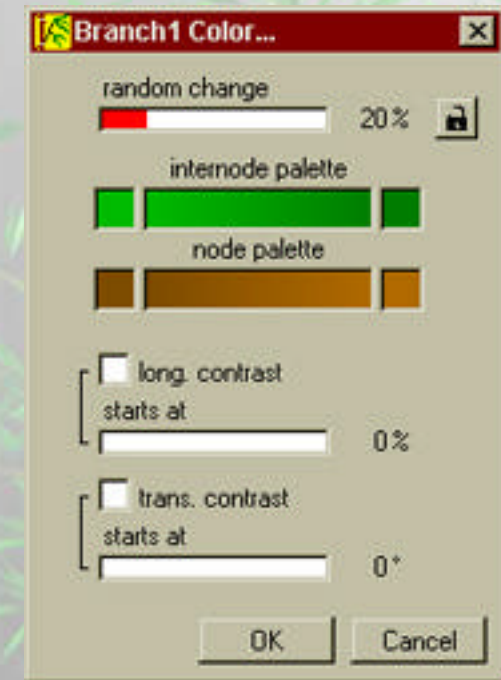 Branch1 Color...
random change
20%
internode palette
node palette
long. contrast
starts at
0%
trans. contrast
starts at
0°
OK Cancel